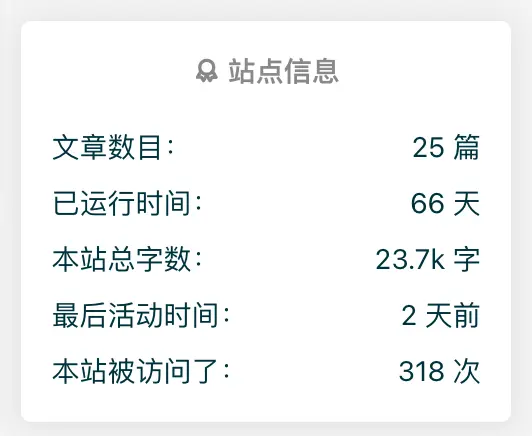 站点信息
文章数目： 25 篇
已运行时间： 66 天
本站总字数： 23.7k 字
最后活动时间： 2 天前
本站被访问了： 318 次